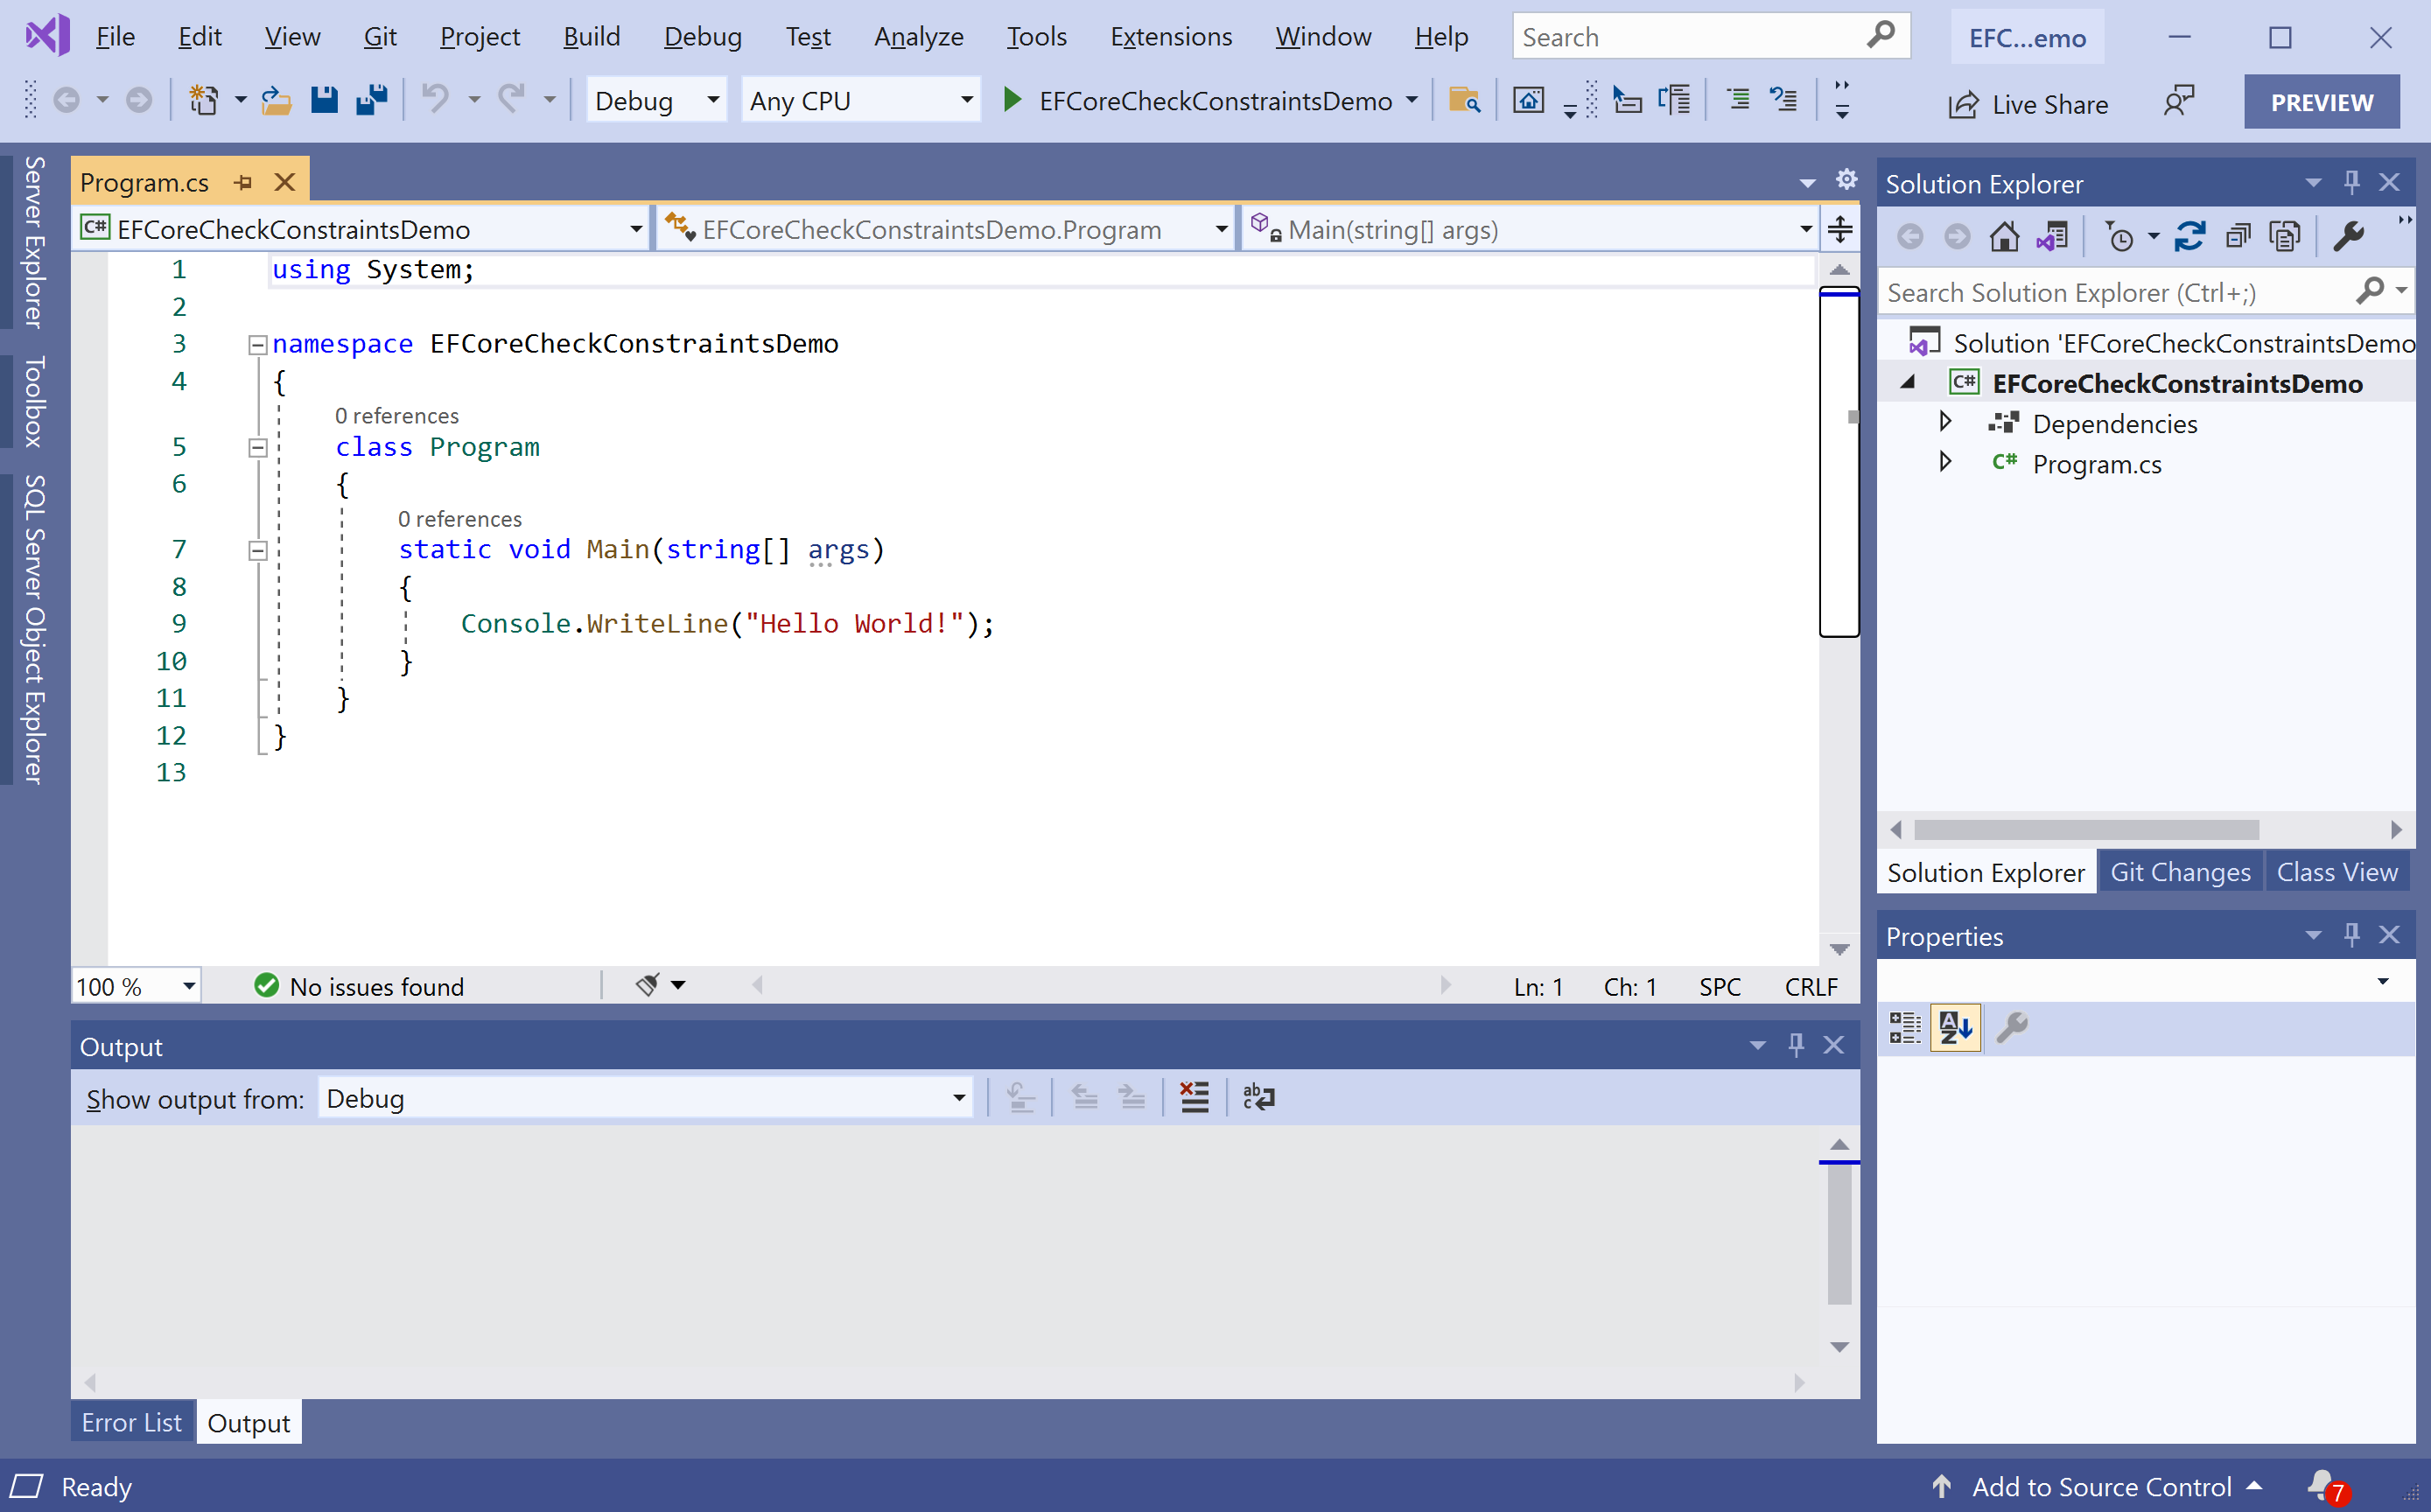 File Edit View Git Project Build Debug Test Analyze Tools Extensions Window Help Search EFC...emo
Debug Any CPU EFCoreCheckConstraintsDemo Live Share PREVIEW
Server Explorer
Toolbox
SQL Server Object Explorer
Program.cs
C# EFCoreCheckConstraintsDemo EFCoreCheckConstraintsDemo.Program Main(string[] args)
1 using System;
2
3 namespace EFCoreCheckConstraintsDemo
4 {
0 references
5 class Program
6 {
0 references
7 static void Main(string[] args)
8 {
9 Console.WriteLine("Hello World!");
10 }
11 }
12 }
13
100 % No issues found Ln: 1 Ch: 1 SPC CRLF
Output
Show output from: Debug
Error List Output
Solution Explorer
Search Solution Explorer (Ctrl+;)
Solution 'EFCoreCheckConstraintsDemo
C# EFCoreCheckConstraintsDemo
Dependencies
C# Program.cs
Solution Explorer Git Changes Class View
Properties
Ready Add to Source Control 7